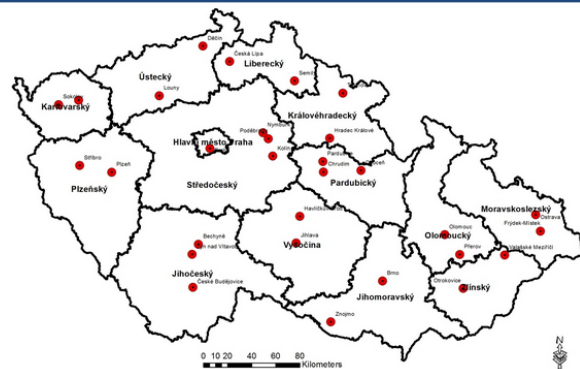 Děčín
Česká Lípa
Liberecký
Ústecký
Semily
Louny
Sokolov
Karlovarský
Královéhradecký
Hradec Králové
Poděbrady
Nymburk
Hlavní město Praha
Kolín
Středočeský
Stříbro
Plzeň
Plzeňský
Pardubice
Chrudim
Pardubický
Moravskoslezský
Ostrava
Frýdek-Místek
Havlíčkův Brod
Olomouc
Olomoucký
Přerov
Valašské Meziříčí
Bechyně
Týn nad Vltavou
Jihlava
Vysočina
Jihočeský
České Budějovice
Brno
Jihomoravský
Otrokovice
Zlínský
Znojmo
N
0 10 20 40 60 80
Kilometers